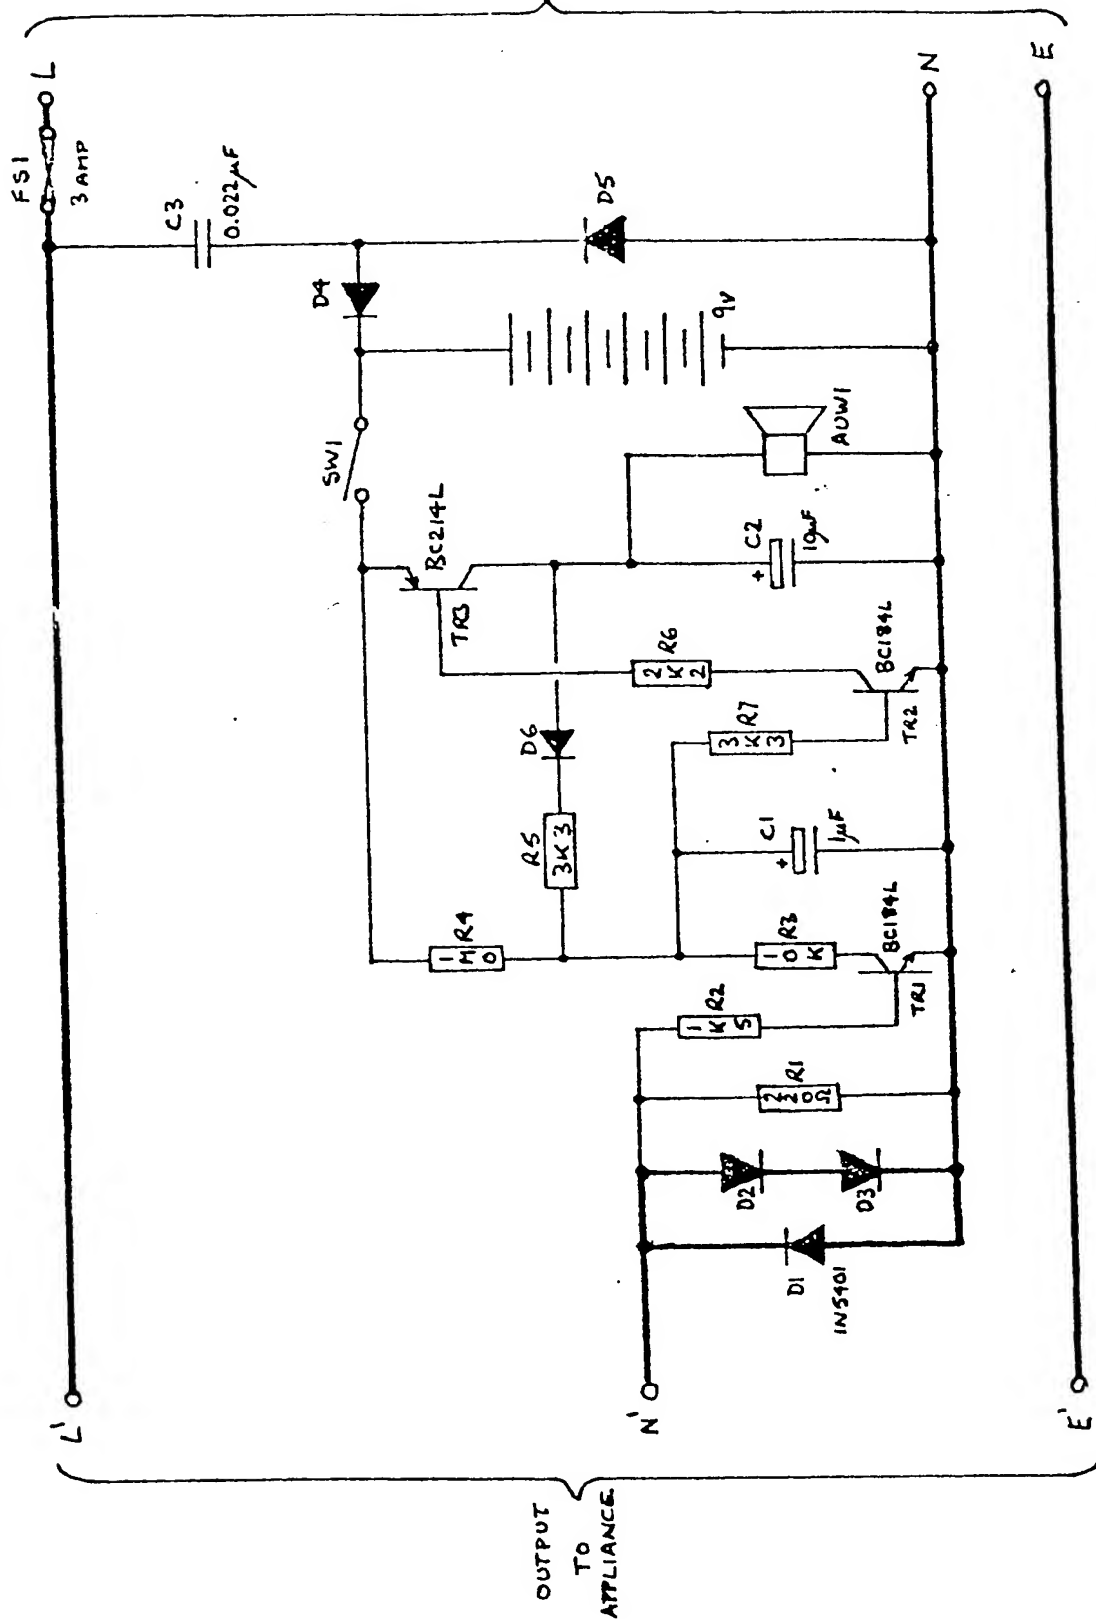 FS1
L'
3 AMP
L
C3
0.022µF
D4
SW1
R4
1M0
BC214L
TR3
R5
3K3
D6
D5
OUTPUT
TO
APPLIANCE
N'
R2
1K5
R7
3K3
R6
2K2
9V
D2
R1
220Ω
R3
10K
C1
+
1µF
C2
+
10µF
AUW1
D1
1N5401
D3
BC184L
TR1
BC184L
TR2
N
E'
E